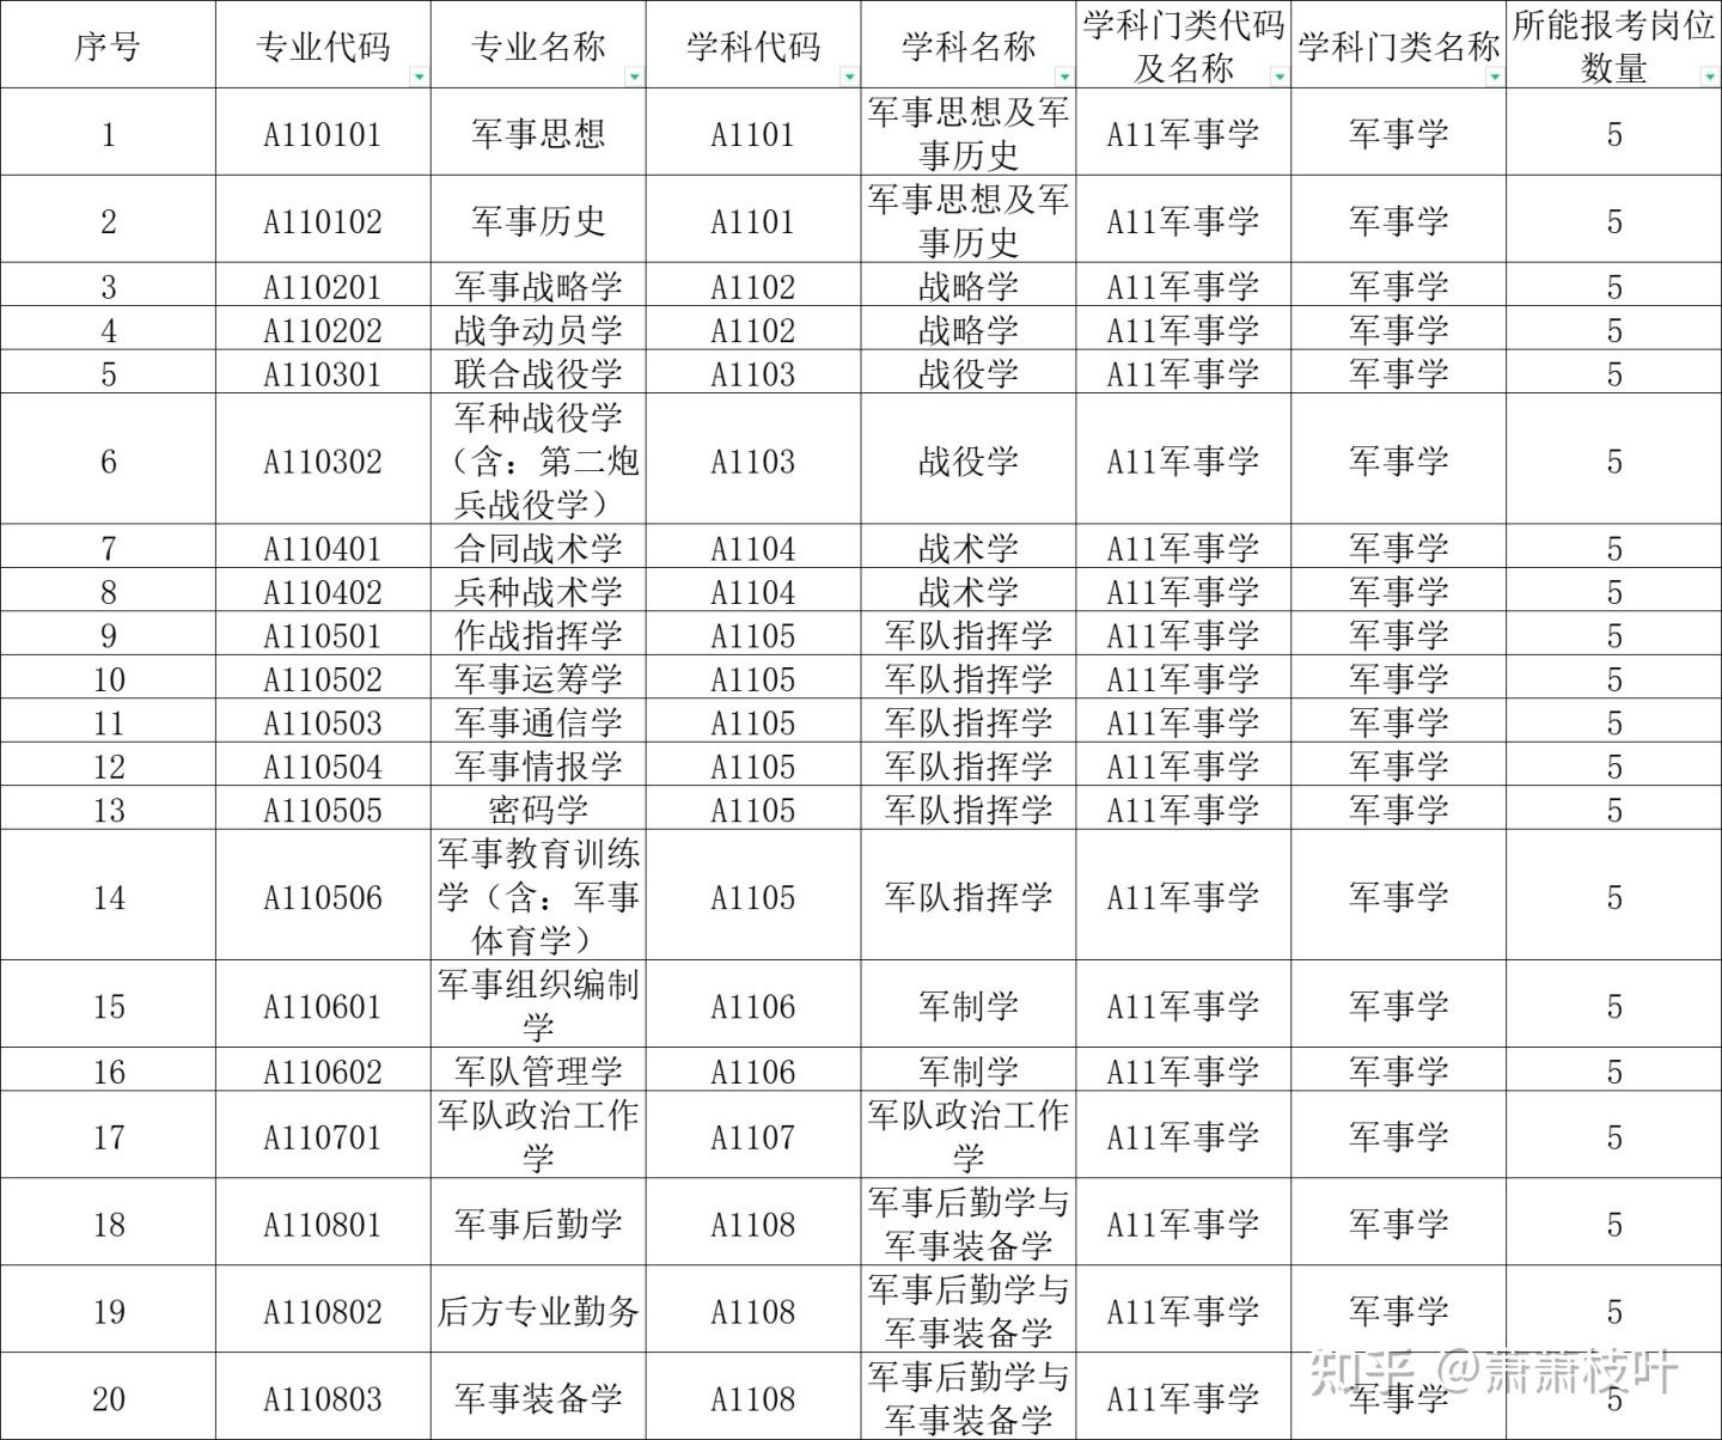 序号 专业代码 专业名称 学科代码 学科名称 学科门类代码及名称 学科门类名称 所能报考岗位数量
1 A110101 军事思想 A1101 军事思想及军事历史 A11军事学 军事学 5
2 A110102 军事历史 A1101 军事思想及军事历史 A11军事学 军事学 5
3 A110201 军事战略学 A1102 战略学 A11军事学 军事学 5
4 A110202 战争动员学 A1102 战略学 A11军事学 军事学 5
5 A110301 联合战役学 A1103 战役学 A11军事学 军事学 5
6 A110302 军种战役学（含：第二炮兵战役学） A1103 战役学 A11军事学 军事学 5
7 A110401 合同战术学 A1104 战术学 A11军事学 军事学 5
8 A110402 兵种战术学 A1104 战术学 A11军事学 军事学 5
9 A110501 作战指挥学 A1105 军队指挥学 A11军事学 军事学 5
10 A110502 军事运筹学 A1105 军队指挥学 A11军事学 军事学 5
11 A110503 军事通信学 A1105 军队指挥学 A11军事学 军事学 5
12 A110504 军事情报学 A1105 军队指挥学 A11军事学 军事学 5
13 A110505 密码学 A1105 军队指挥学 A11军事学 军事学 5
14 A110506 军事教育训练学（含：军事体育学） A1105 军队指挥学 A11军事学 军事学 5
15 A110601 军事组织编制学 A1106 军制学 A11军事学 军事学 5
16 A110602 军队管理学 A1106 军制学 A11军事学 军事学 5
17 A110701 军队政治工作学 A1107 军队政治工作学 A11军事学 军事学 5
18 A110801 军事后勤学 A1108 军事后勤学与军事装备学 A11军事学 军事学 5
19 A110802 后方专业勤务 A1108 军事后勤学与军事装备学 A11军事学 军事学 5
20 A110803 军事装备学 A1108 军事后勤学与军事装备学 A11军事学 军事学 5
知乎 @萧萧枝叶